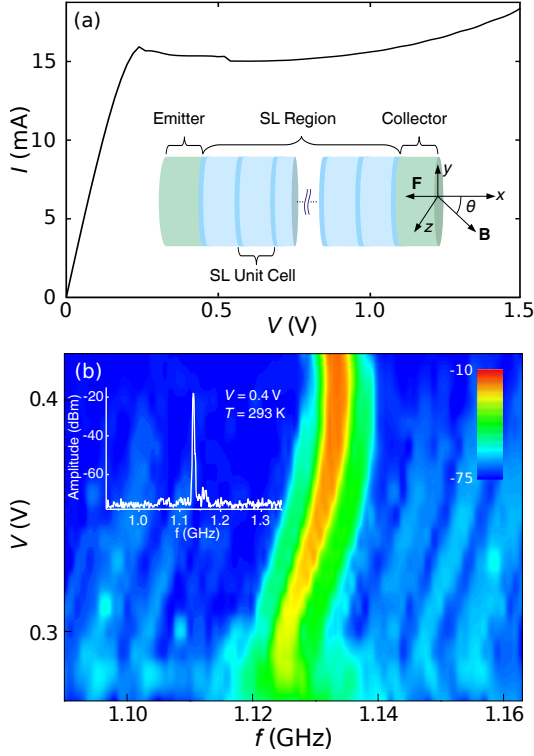 (a)
I (mA)
15
10
5
0
Emitter
SL Region
Collector
y
F
x
θ
z
B
SL Unit Cell
0
0.5
1.0
1.5
V (V)
(b)
V (V)
0.4
0.3
Amplitude (dBm)
-20
-40
-60
V = 0.4 V
T = 293 K
1.0
1.1
1.2
1.3
f (GHz)
-10
-75
1.10
1.12
1.14
1.16
f (GHz)